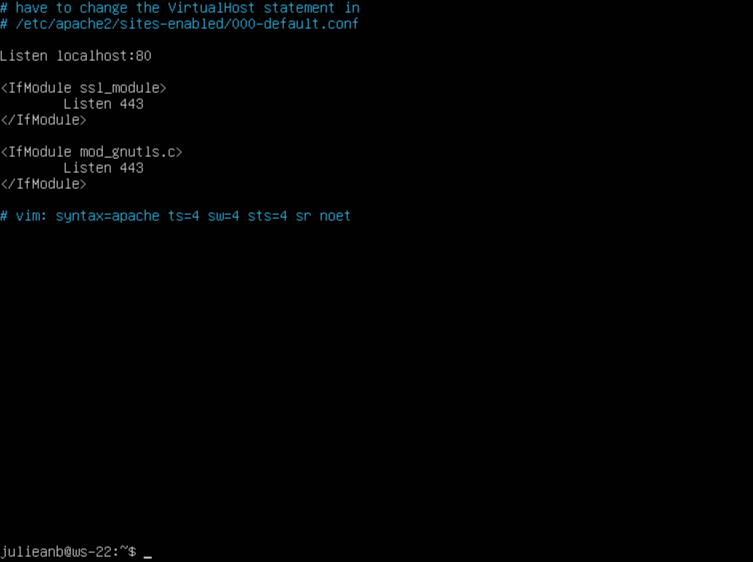 # have to change the VirtualHost statement in
# /etc/apache2/sites-enabled/000-default.conf
Listen localhost:80
<IfModule ssl_module>
Listen 443
</IfModule>
<IfModule mod_gnutls.c>
Listen 443
</IfModule>
# vim: syntax=apache ts=4 sw=4 sts=4 sr noet
julieanb@ws-22:~$ _